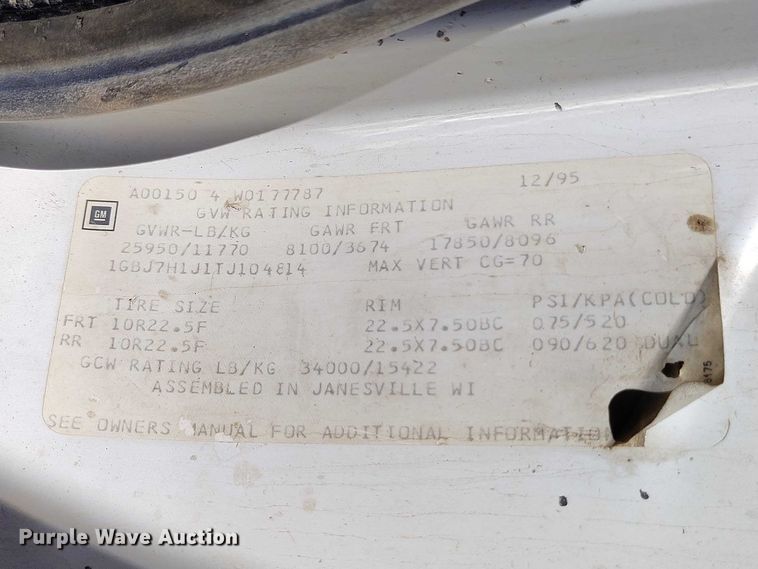 A00150 4 W0177787 12/95
GM
GVW RATING INFORMATION
GVWR-LB/KG GAWR FRT GAWR RR
25950/11770 8100/3674 17850/8096
1GBJ7H1J1TJ104814 MAX VERT CG=70
TIRE SIZE RIM PSI/KPA(COLD)
FRT 10R22.5F 22.5X7.50BC 075/520
RR 10R22.5F 22.5X7.50BC 090/620 DUAL
GCW RATING LB/KG 34000/15422
ASSEMBLED IN JANESVILLE WI
SEE OWNERS MANUAL FOR ADDITIONAL INFORMATION
Purple Wave Auction